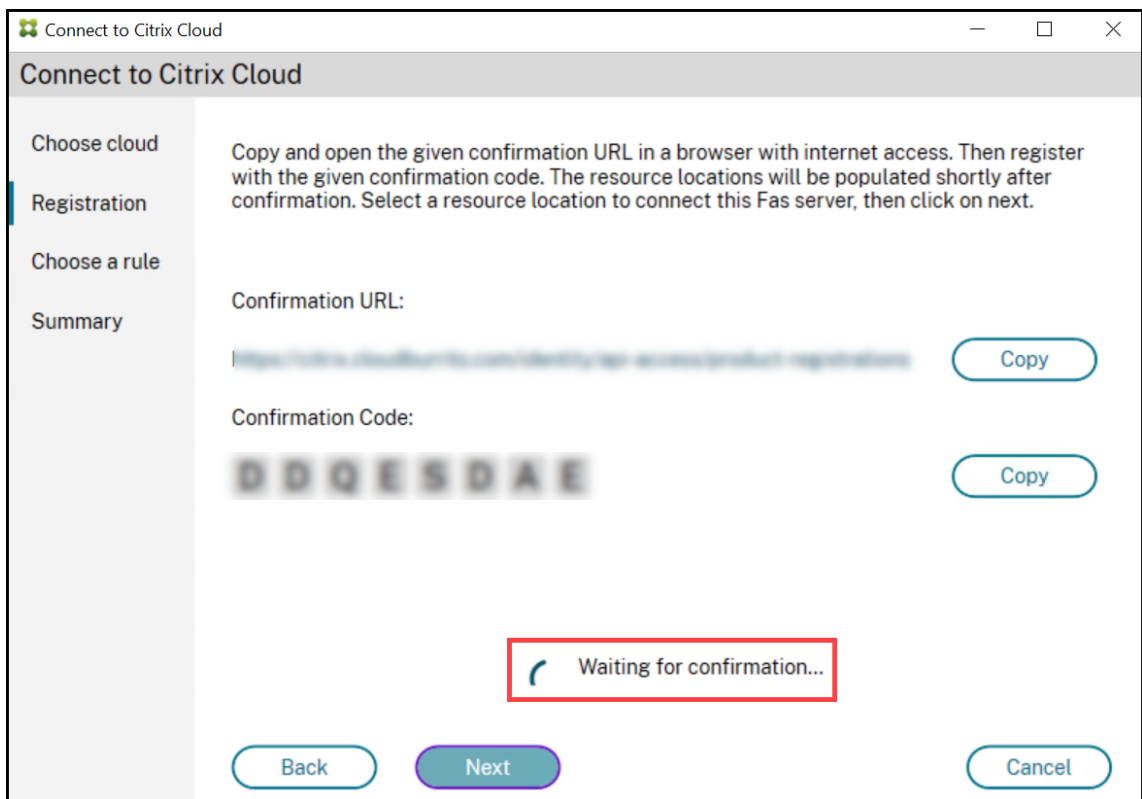 Connect to Citrix Cloud
Connect to Citrix Cloud
Choose cloud
Registration
Choose a rule
Summary
Copy and open the given confirmation URL in a browser with internet access. Then register
with the given confirmation code. The resource locations will be populated shortly after
confirmation. Select a resource location to connect this Fas server, then click on next.
Confirmation URL:
Copy
Confirmation Code:
Copy
Waiting for confirmation...
Back
Next
Cancel